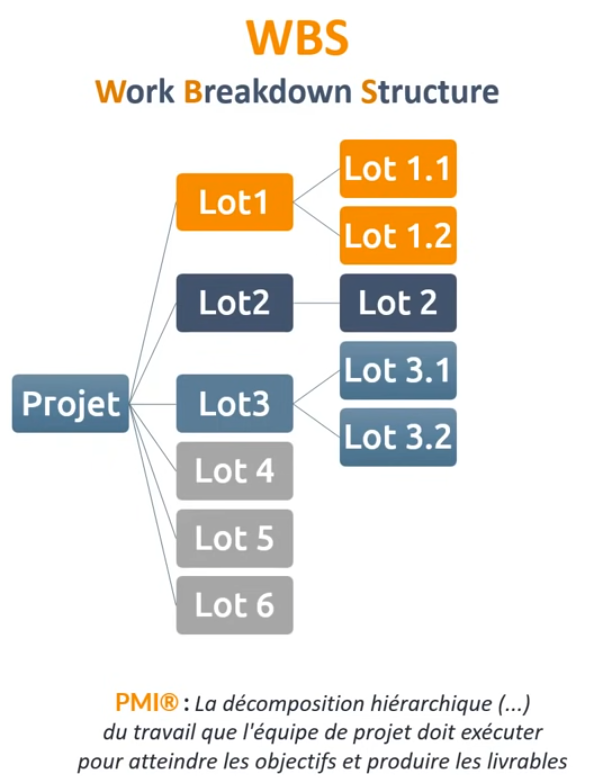 WBS
Work Breakdown Structure
Lot 1.1
Lot1
Lot 1.2
Lot2
Lot 2
Lot 3.1
Projet
Lot3
Lot 3.2
Lot 4
Lot 5
Lot 6
PMI® : La décomposition hiérarchique (...)
du travail que l'équipe de projet doit exécuter
pour atteindre les objectifs et produire les livrables